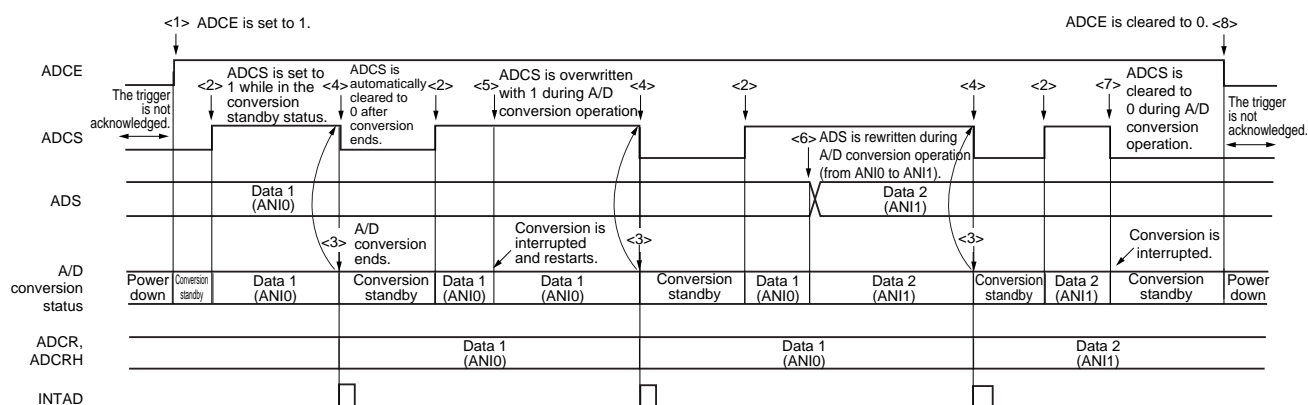 <1> ADCE is set to 1.
ADCE is cleared to 0. <8>
ADCE
The trigger
is not
acknowledged.
<2>
ADCS is set to
1 while in the
conversion
standby status.
<4>
ADCS is
automatically
cleared to
0 after
conversion
ends.
<2>
<5>
ADCS is overwritten
with 1 during A/D
conversion operation
<4>
<2>
<4>
<2>
<7>
ADCS is
cleared to
0 during A/D
conversion
operation.
The trigger
is not
acknowledged.
ADCS
<6> ADS is rewritten during
A/D conversion operation
(from ANI0 to ANI1).
ADS
Data 1
(ANI0)
Data 2
(ANI1)
<3>
A/D
conversion
ends.
Conversion is
interrupted
and restarts.
<3>
<3>
Conversion is
interrupted.
A/D
conversion
status
Power
down
Conversion
standby
Data 1
(ANI0)
Conversion
standby
Data 1
(ANI0)
Data 1
(ANI0)
Conversion
standby
Data 1
(ANI0)
Data 2
(ANI1)
Conversion
standby
Data 2
(ANI1)
Conversion
standby
Power
down
ADCR,
ADCRH
Data 1
(ANI0)
Data 1
(ANI0)
Data 2
(ANI1)
INTAD